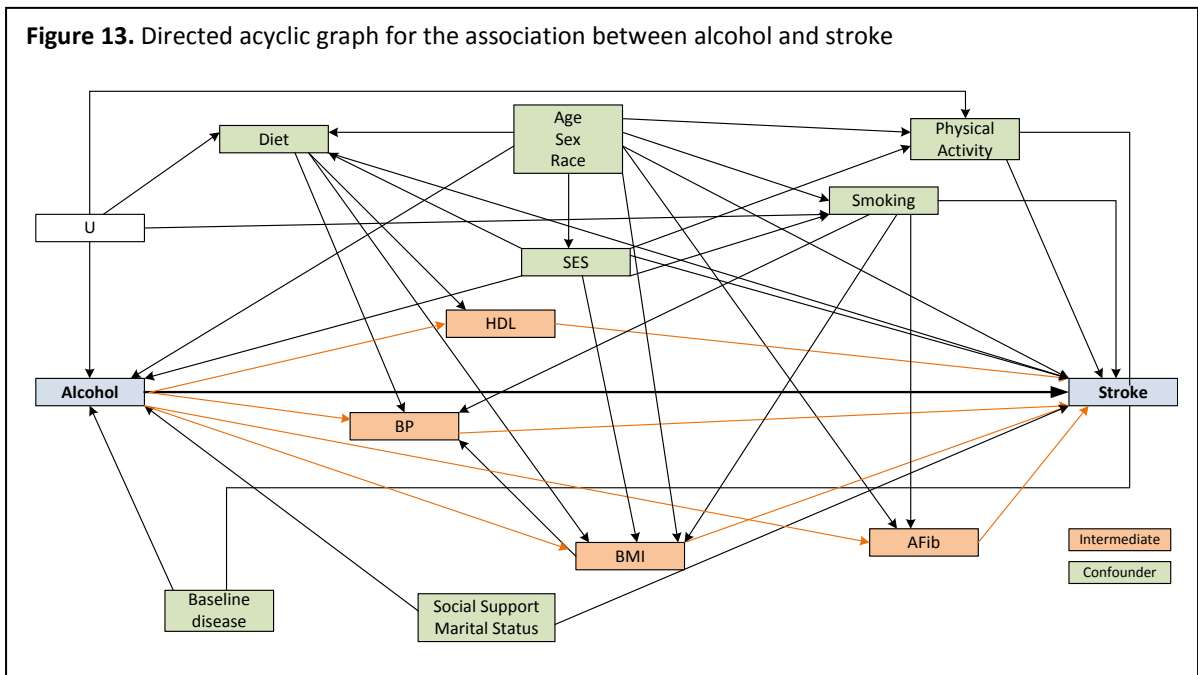 Figure 13. Directed acyclic graph for the association between alcohol and stroke
Age
Sex
Race
Diet
Physical
Activity
Smoking
U
SES
HDL
Alcohol
Stroke
BP
BMI
AFib
Intermediate
Confounder
Baseline
disease
Social Support
Marital Status